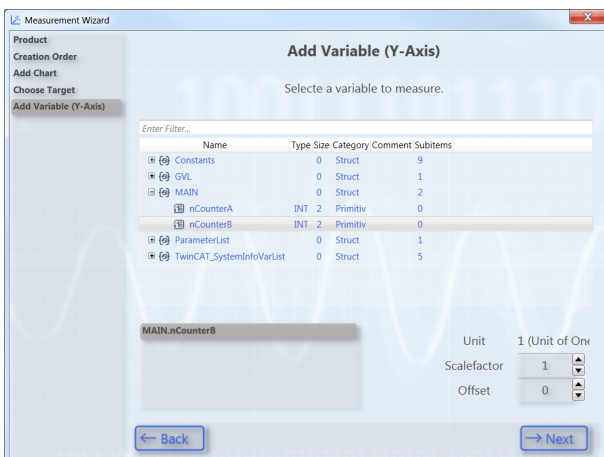 Measurement Wizard
Product
Creation Order
Add Chart
Choose Target
Add Variable (Y-Axis)
Add Variable (Y-Axis)
Selecte a variable to measure.
Enter Filter...
Name Type Size Category Comment Subitems
Constants 0 Struct 9
GVL 0 Struct 1
MAIN 0 Struct 2
nCounterA INT 2 Primitiv 0
nCounterB INT 2 Primitiv 0
ParameterList 0 Struct 1
TwinCAT_SystemInfoVarList 0 Struct 5
MAIN.nCounterB
Unit 1 (Unit of One
Scalefactor 1
Offset 0
Back
Next